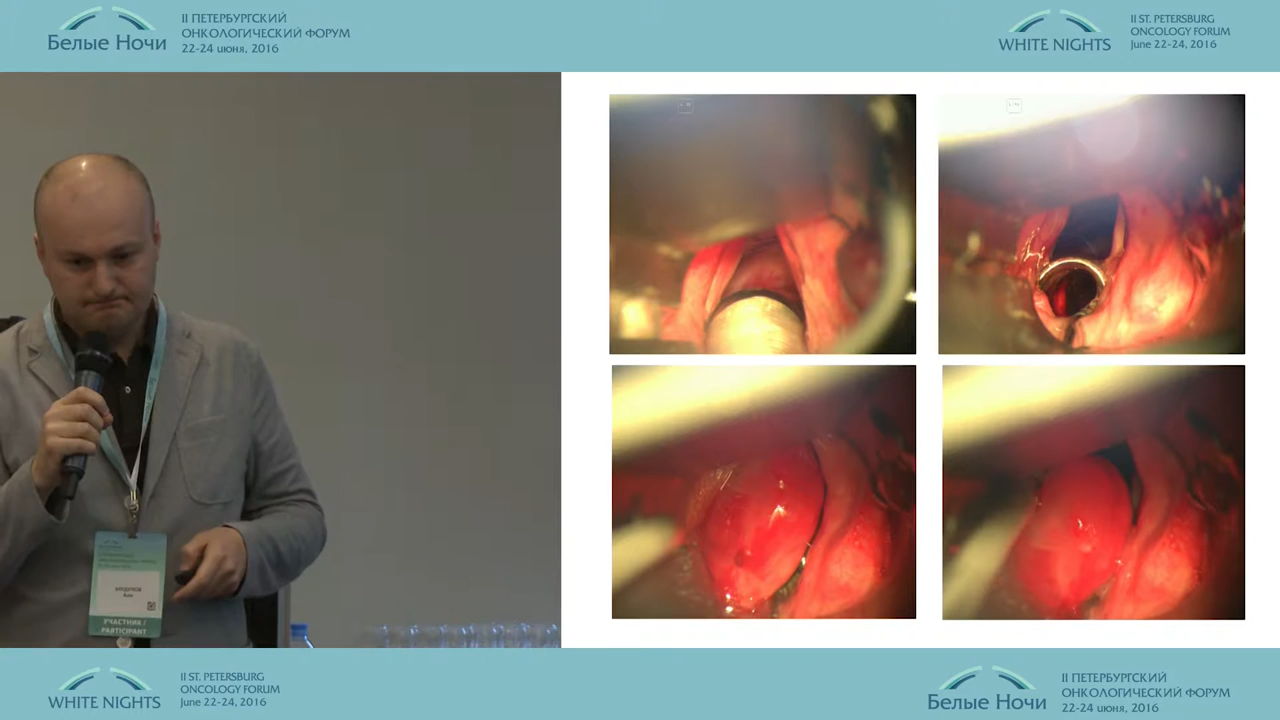 Белые Ночи
II ПЕТЕРБУРГСКИЙ
ОНКОЛОГИЧЕСКИЙ ФОРУМ
22-24 июня, 2016
WHITE NIGHTS
II ST. PETERSBURG
ONCOLOGY FORUM
June 22-24, 2016
УЧАСТНИК /
PARTICIPANT
WHITE NIGHTS
II ST. PETERSBURG
ONCOLOGY FORUM
June 22-24, 2016
Белые Ночи
II ПЕТЕРБУРГСКИЙ
ОНКОЛОГИЧЕСКИЙ ФОРУМ
22-24 июня, 2016